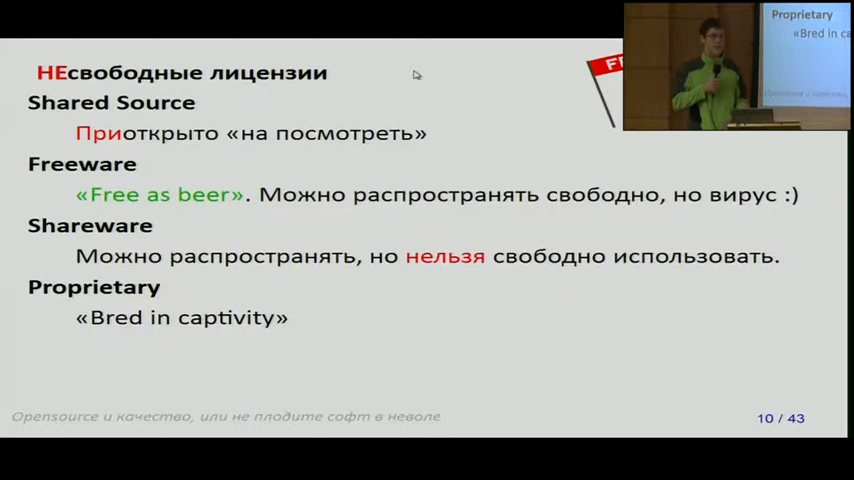 НЕсвободные лицензии
Shared Source
Приоткрыто «на посмотреть»
Freeware
«Free as beer». Можно распространять свободно, но вирус :)
Shareware
Можно распространять, но нельзя свободно использовать.
Proprietary
«Bred in captivity»
Opensource и качество, или не плодите софт в неволе
10 / 43
Proprietary
«Bred in ca